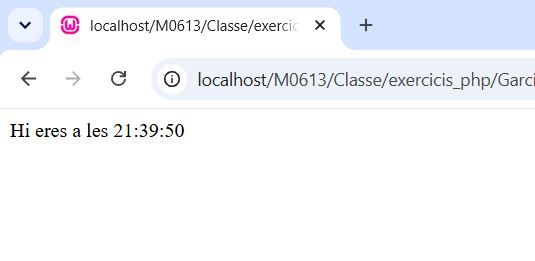 localhost/M0613/Classe/exercic
localhost/M0613/Classe/exercicis_php/Garci
Hi eres a les 21:39:50